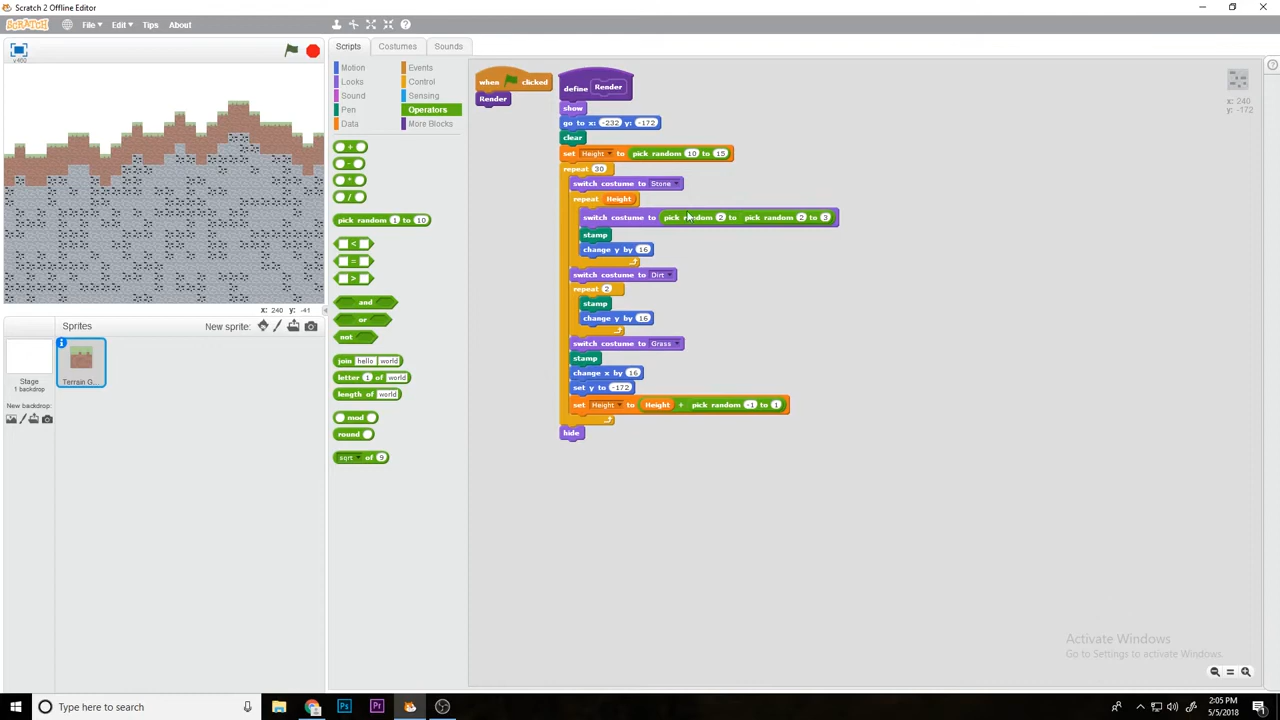 Scratch 2 Offline Editor
SCRATCH File Edit Tips About
v460
Scripts Costumes Sounds
Motion Events
Looks Control
Sound Sensing
Pen Operators
Data More Blocks
+
-
*
/
pick random 1 to 10
<
=
>
and
or
not
join hello world
letter 1 of world
length of world
mod
round
sqrt of 9
when clicked
Render
define Render
show
go to x: -232 y: -172
clear
set Height to pick random 10 to 15
repeat 30
switch costume to Stone
repeat Height
switch costume to pick random 2 to pick random 2 to 3
stamp
change y by 16
switch costume to Dirt
repeat 2
stamp
change y by 16
switch costume to Grass
stamp
change x by 16
set y to -172
set Height to Height + pick random -1 to 1
hide
x: 240
y: -172
x: 240 y: -41
Sprites New sprite:
Stage
1 backdrop
New backdrop:
Terrain G...
Activate Windows
Go to Settings to activate Windows.
Type here to search
2:05 PM
5/5/2018